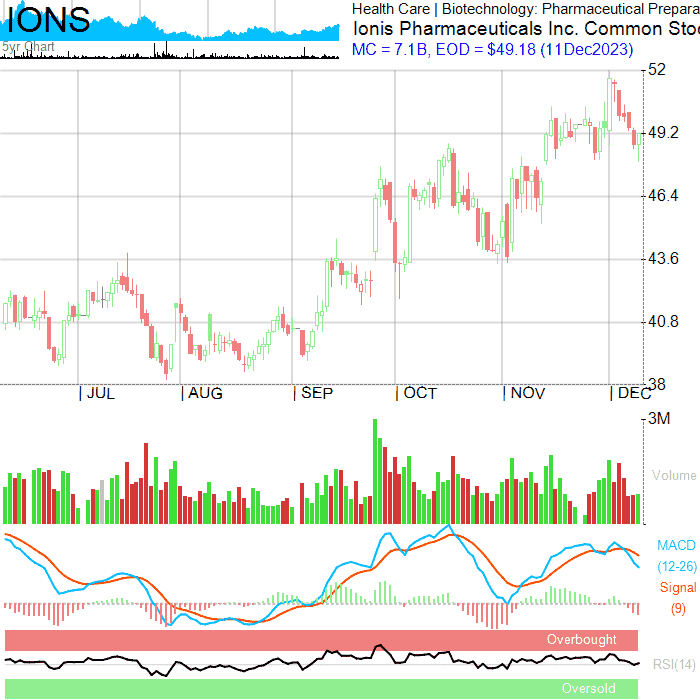 IONS
5yr Chart
Health Care | Biotechnology: Pharmaceutical Prepara
Ionis Pharmaceuticals Inc. Common Sto
MC = 7.1B, EOD = $49.18 (11Dec2023)
52
49.2
46.4
43.6
40.8
38
| JUL | AUG | SEP | OCT | NOV | DEC
3M
Volume
MACD
(12-26)
Signal
(9)
Overbought
RSI(14)
Oversold